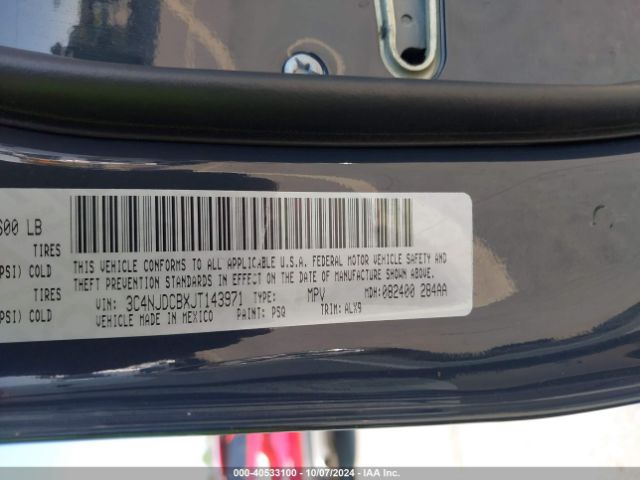 600 LB
TIRES
PSI) COLD
TIRES
PSI) COLD
THIS VEHICLE CONFORMS TO ALL APPLICABLE U.S.A. FEDERAL MOTOR VEHICLE SAFETY AND
THEFT PREVENTION STANDARDS IN EFFECT ON THE DATE OF MANUFACTURE SHOWN ABOVE.
VIN: 3C4NJDCBXJT143971 TYPE: MPV MDH: 082400 284AA
VEHICLE MADE IN MEXICO PAINT: PSQ TRIM: ALX9
000-40533100 - 10/07/2024 - IAA Inc.